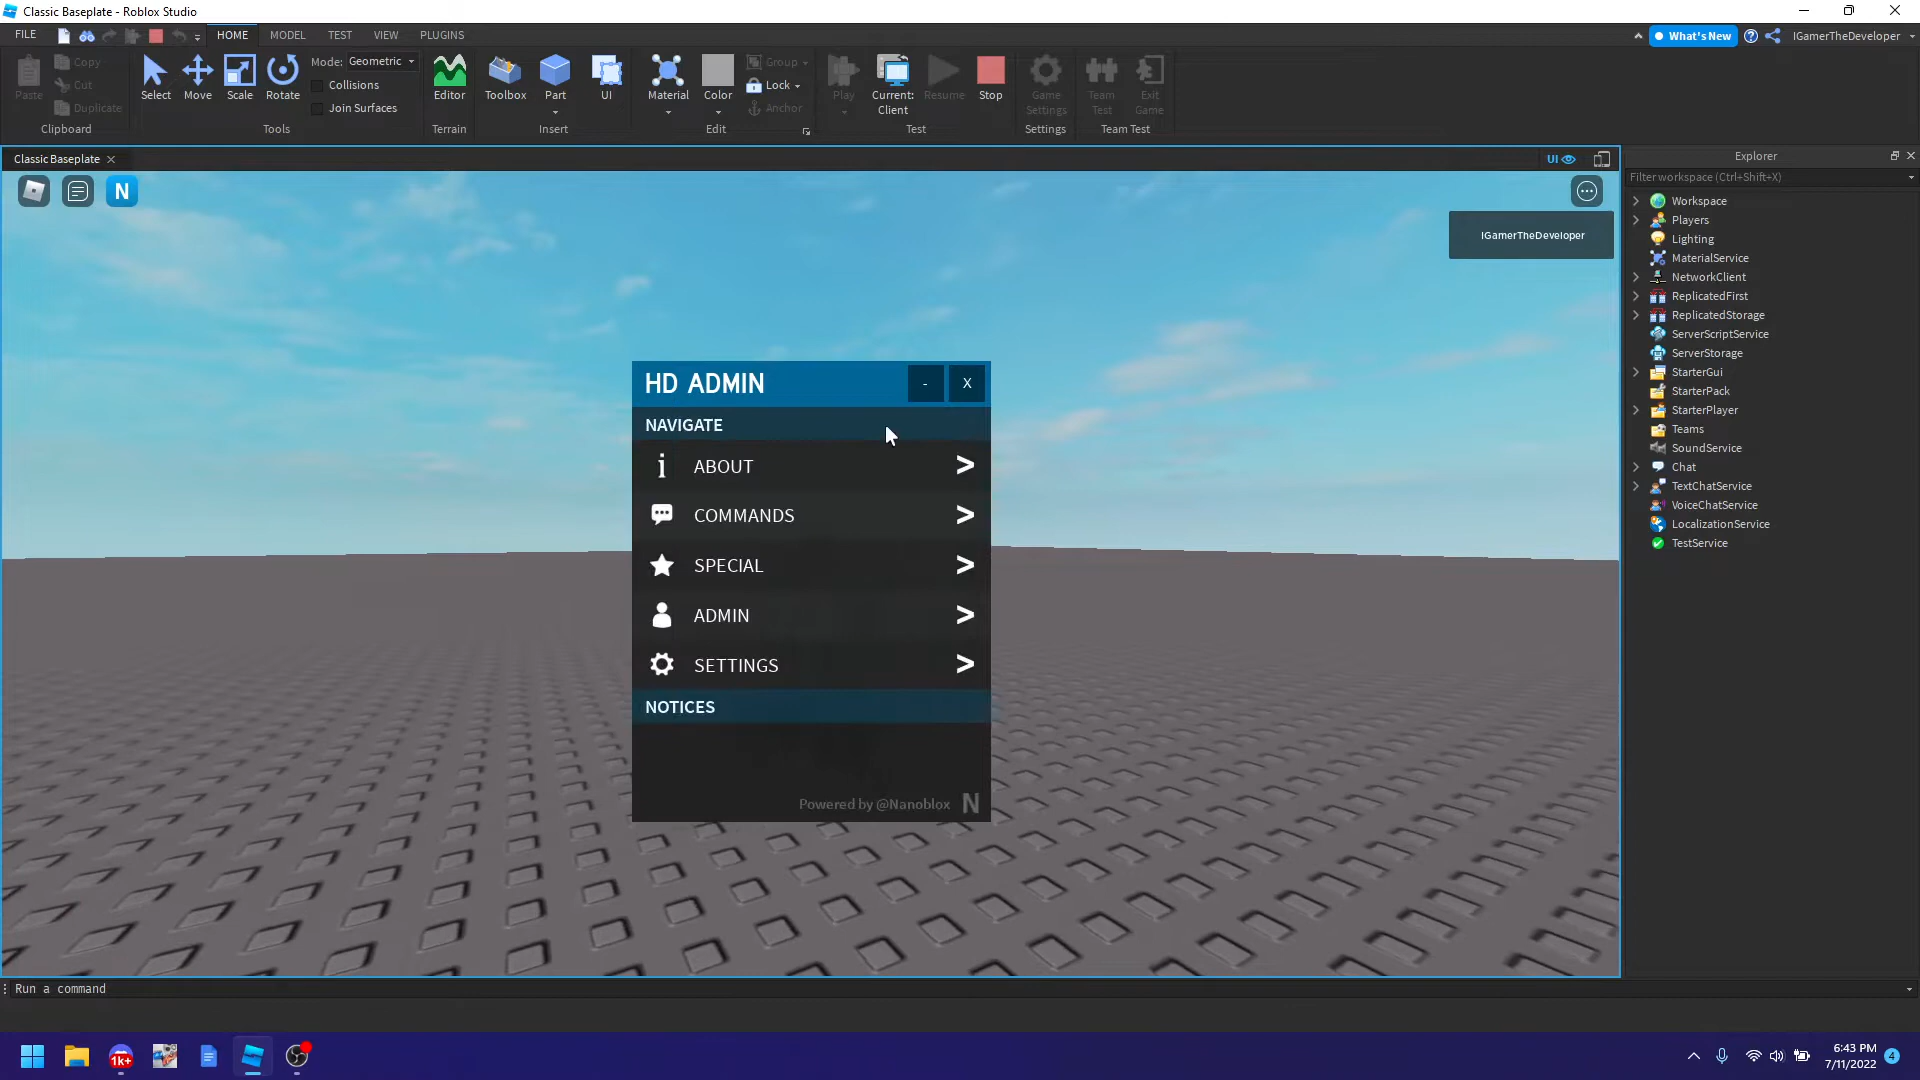 Classic Baseplate - Roblox Studio
FILE HOME MODEL TEST VIEW PLUGINS What's New IGamerTheDeveloper
Paste Copy Cut Duplicate
Clipboard
Select Move Scale Rotate
Mode: Geometric
Collisions
Join Surfaces
Tools
Editor
Terrain
Toolbox Part UI
Insert
Material Color
Group
Lock
Anchor
Edit
Play Current: Client Resume Stop
Test
Game Settings
Settings
Team Test Exit Game
Team Test
Classic Baseplate
UI
N
IGamerTheDeveloper
HD ADMIN - X
NAVIGATE
i ABOUT >
COMMANDS >
SPECIAL >
ADMIN >
SETTINGS >
NOTICES
Powered by @Nanoblox N
Explorer
Filter workspace (Ctrl+Shift+X)
Workspace
Players
Lighting
MaterialService
NetworkClient
ReplicatedFirst
ReplicatedStorage
ServerScriptService
ServerStorage
StarterGui
StarterPack
StarterPlayer
Teams
SoundService
Chat
TextChatService
VoiceChatService
LocalizationService
TestService
Run a command
1k+
6:43 PM
7/11/2022
4